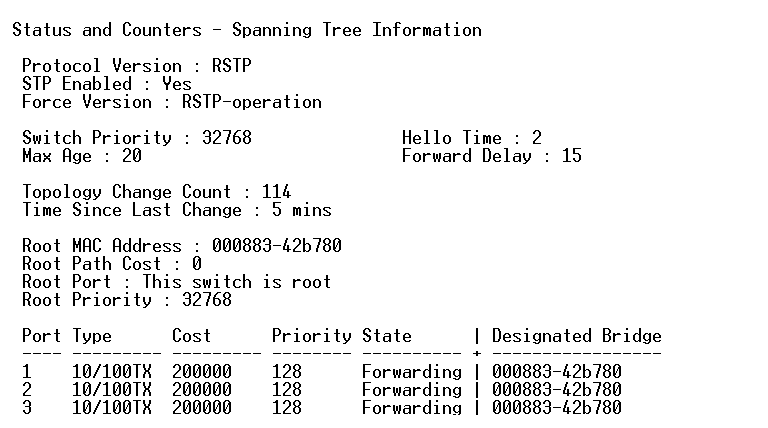 Status and Counters - Spanning Tree Information
Protocol Version : RSTP
STP Enabled : Yes
Force Version : RSTP-operation
Switch Priority : 32768 Hello Time : 2
Max Age : 20 Forward Delay : 15
Topology Change Count : 114
Time Since Last Change : 5 mins
Root MAC Address : 000883-42b780
Root Path Cost : 0
Root Port : This switch is root
Root Priority : 32768
Port Type Cost Priority State | Designated Bridge
---- --------- --------- -------- ---------- + -----------------
1 10/100TX 200000 128 Forwarding | 000883-42b780
2 10/100TX 200000 128 Forwarding | 000883-42b780
3 10/100TX 200000 128 Forwarding | 000883-42b780